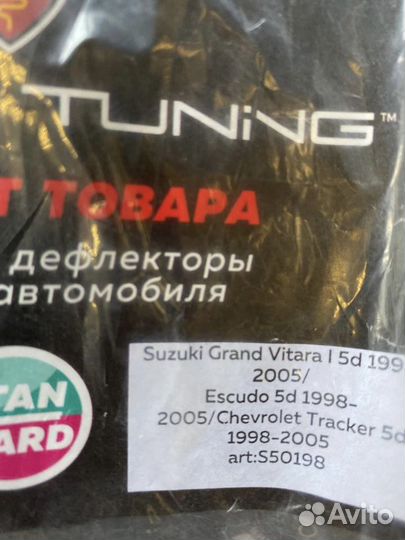 TUNiNG™
Т ТОВАРА
дефлекторы
автомобиля
TAN
ARD
Suzuki Grand Vitara I 5d 199
2005/
Escudo 5d 1998-
2005/Chevrolet Tracker 5d
1998-2005
art:S50198
Avito